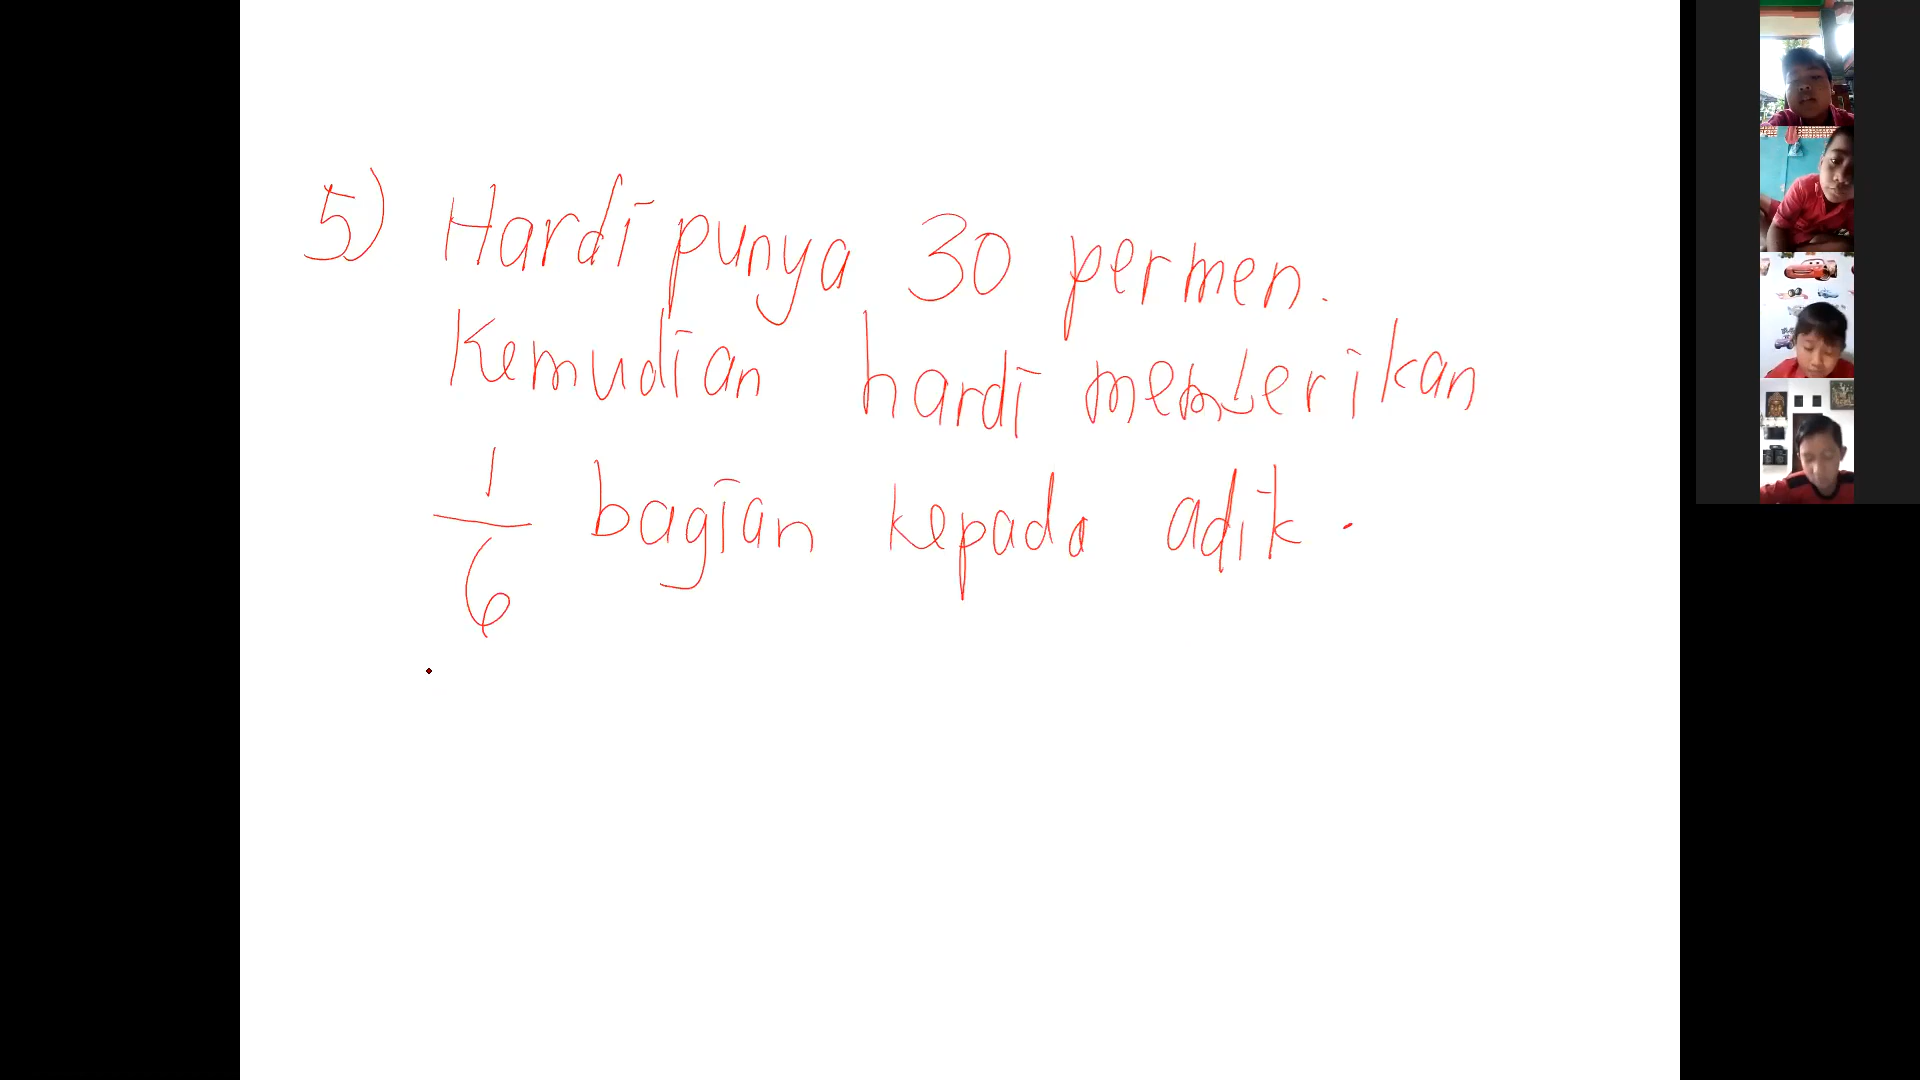 5) Hardi punya 30 permen.
Kemudian hardi memberikan
1/6 bagian kepada adik.